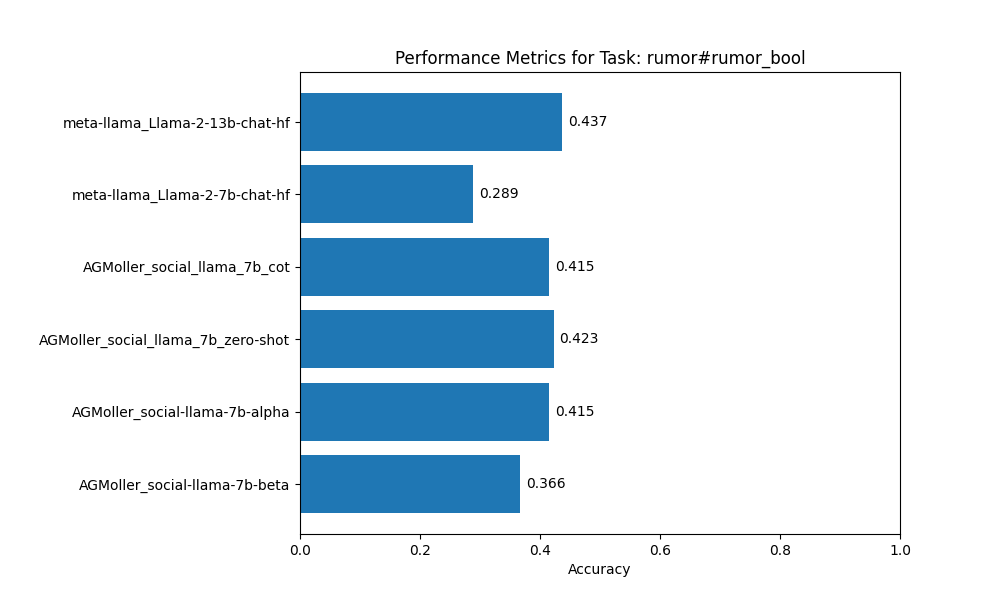 Performance Metrics for Task: rumor#rumor_bool
meta-llama_Llama-2-13b-chat-hf
0.437
meta-llama_Llama-2-7b-chat-hf
0.289
AGMoller_social_llama_7b_cot
0.415
AGMoller_social_llama_7b_zero-shot
0.423
AGMoller_social-llama-7b-alpha
0.415
AGMoller_social-llama-7b-beta
0.366
0.0 0.2 0.4 0.6 0.8 1.0
Accuracy